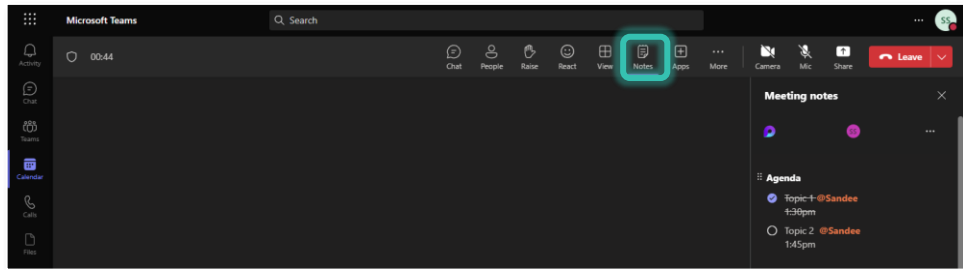 Microsoft Teams
Search
SS
Activity
00:44
Chat
People
Raise
React
View
Notes
Apps
More
Camera
Mic
Share
Leave
Chat
Teams
Calendar
Calls
Files
Meeting notes
Agenda
Topic 1 @Sandee
1:30pm
Topic 2 @Sandee
1:45pm